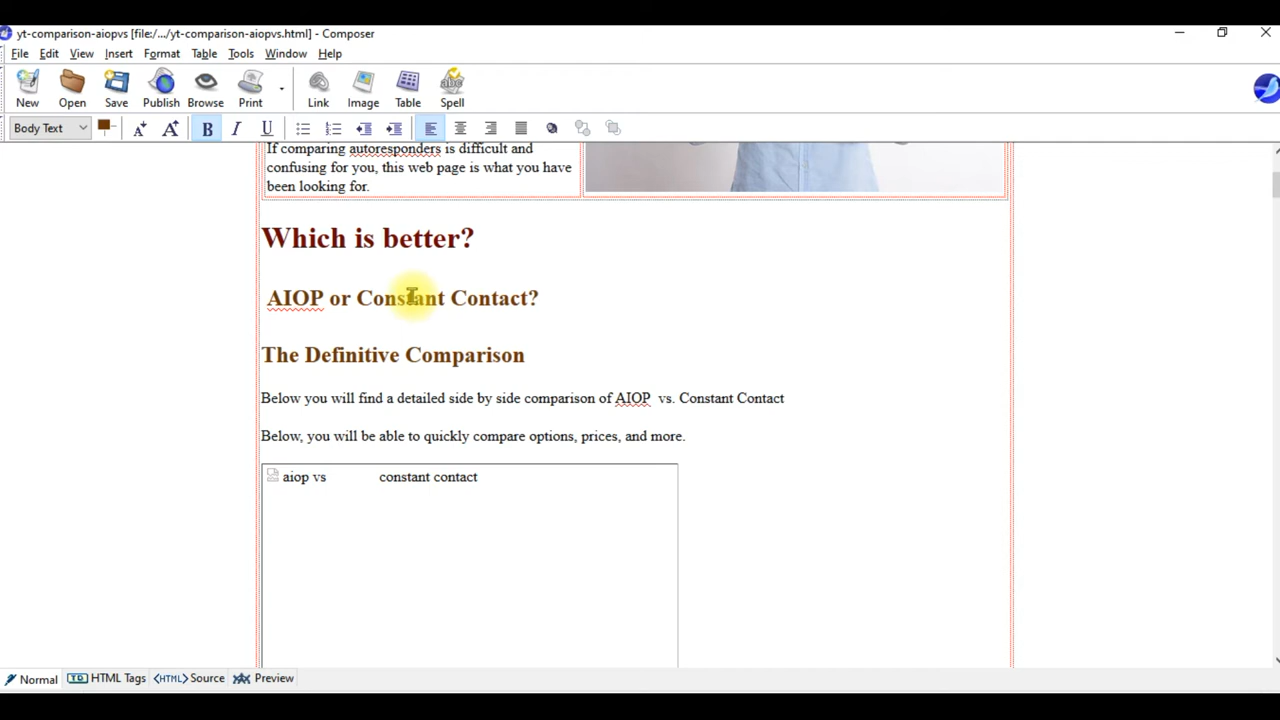 yt-comparison-aiopvs [file:/.../yt-comparison-aiopvs.html] - Composer
File Edit View Insert Format Table Tools Window Help
New Open Save Publish Browse Print Link Image Table Spell
abc
Body Text A A B I U
If comparing autoresponders is difficult and
confusing for you, this web page is what you have
been looking for.
Which is better?
AIOP or Constant Contact?
The Definitive Comparison
Below you will find a detailed side by side comparison of AIOP vs. Constant Contact
Below, you will be able to quickly compare options, prices, and more.
aiop vs constant contact
Normal TD HTML Tags <HTML> Source Preview